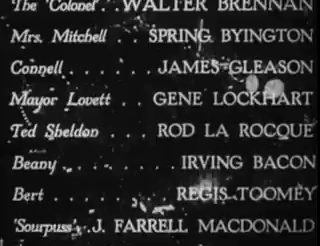 The 'Colonel' . . WALTER BRENNAN
Mrs. Mitchell . . SPRING BYINGTON
Connell . . . . . . . JAMES GLEASON
Mayor Lovett . . GENE LOCKHART
Ted Sheldon . . . ROD LA ROCQUE
Beany . . . . . . . . IRVING BACON
Bert . . . . . . . REGIS TOOMEY
'Sourpuss' . J. FARRELL MACDONALD